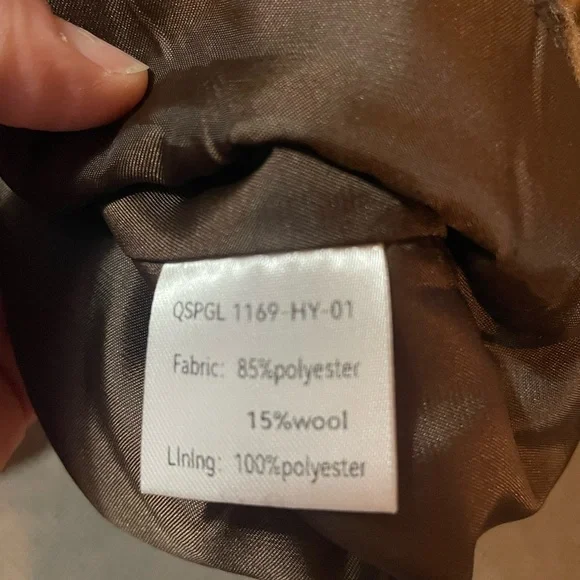 QSPGL 1169-HY-01
Fabric: 85%polyester
15%wool
Lining: 100%polyester